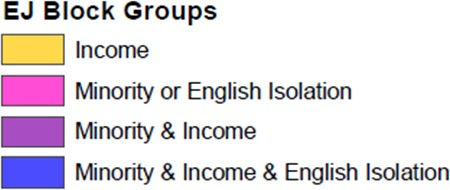 EJ Block Groups
Income
Minority or English Isolation
Minority & Income
Minority & Income & English Isolation